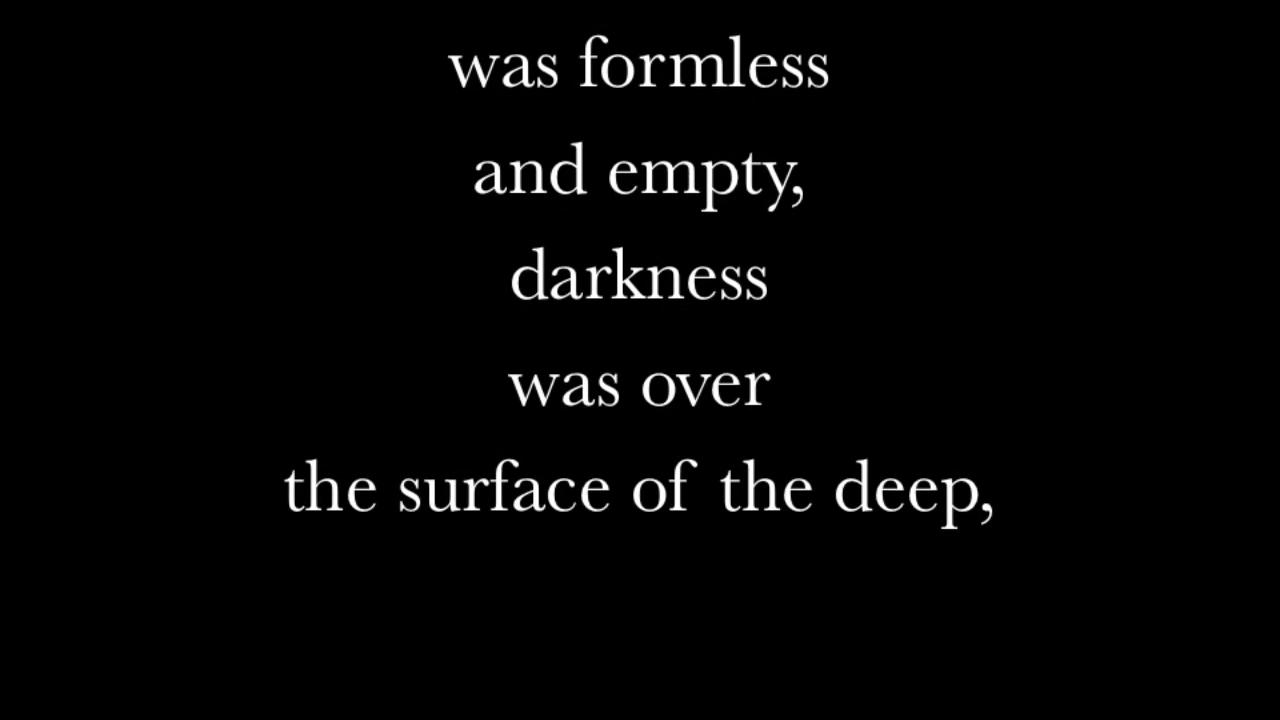 was formless
and empty,
darkness
was over
the surface of the deep,